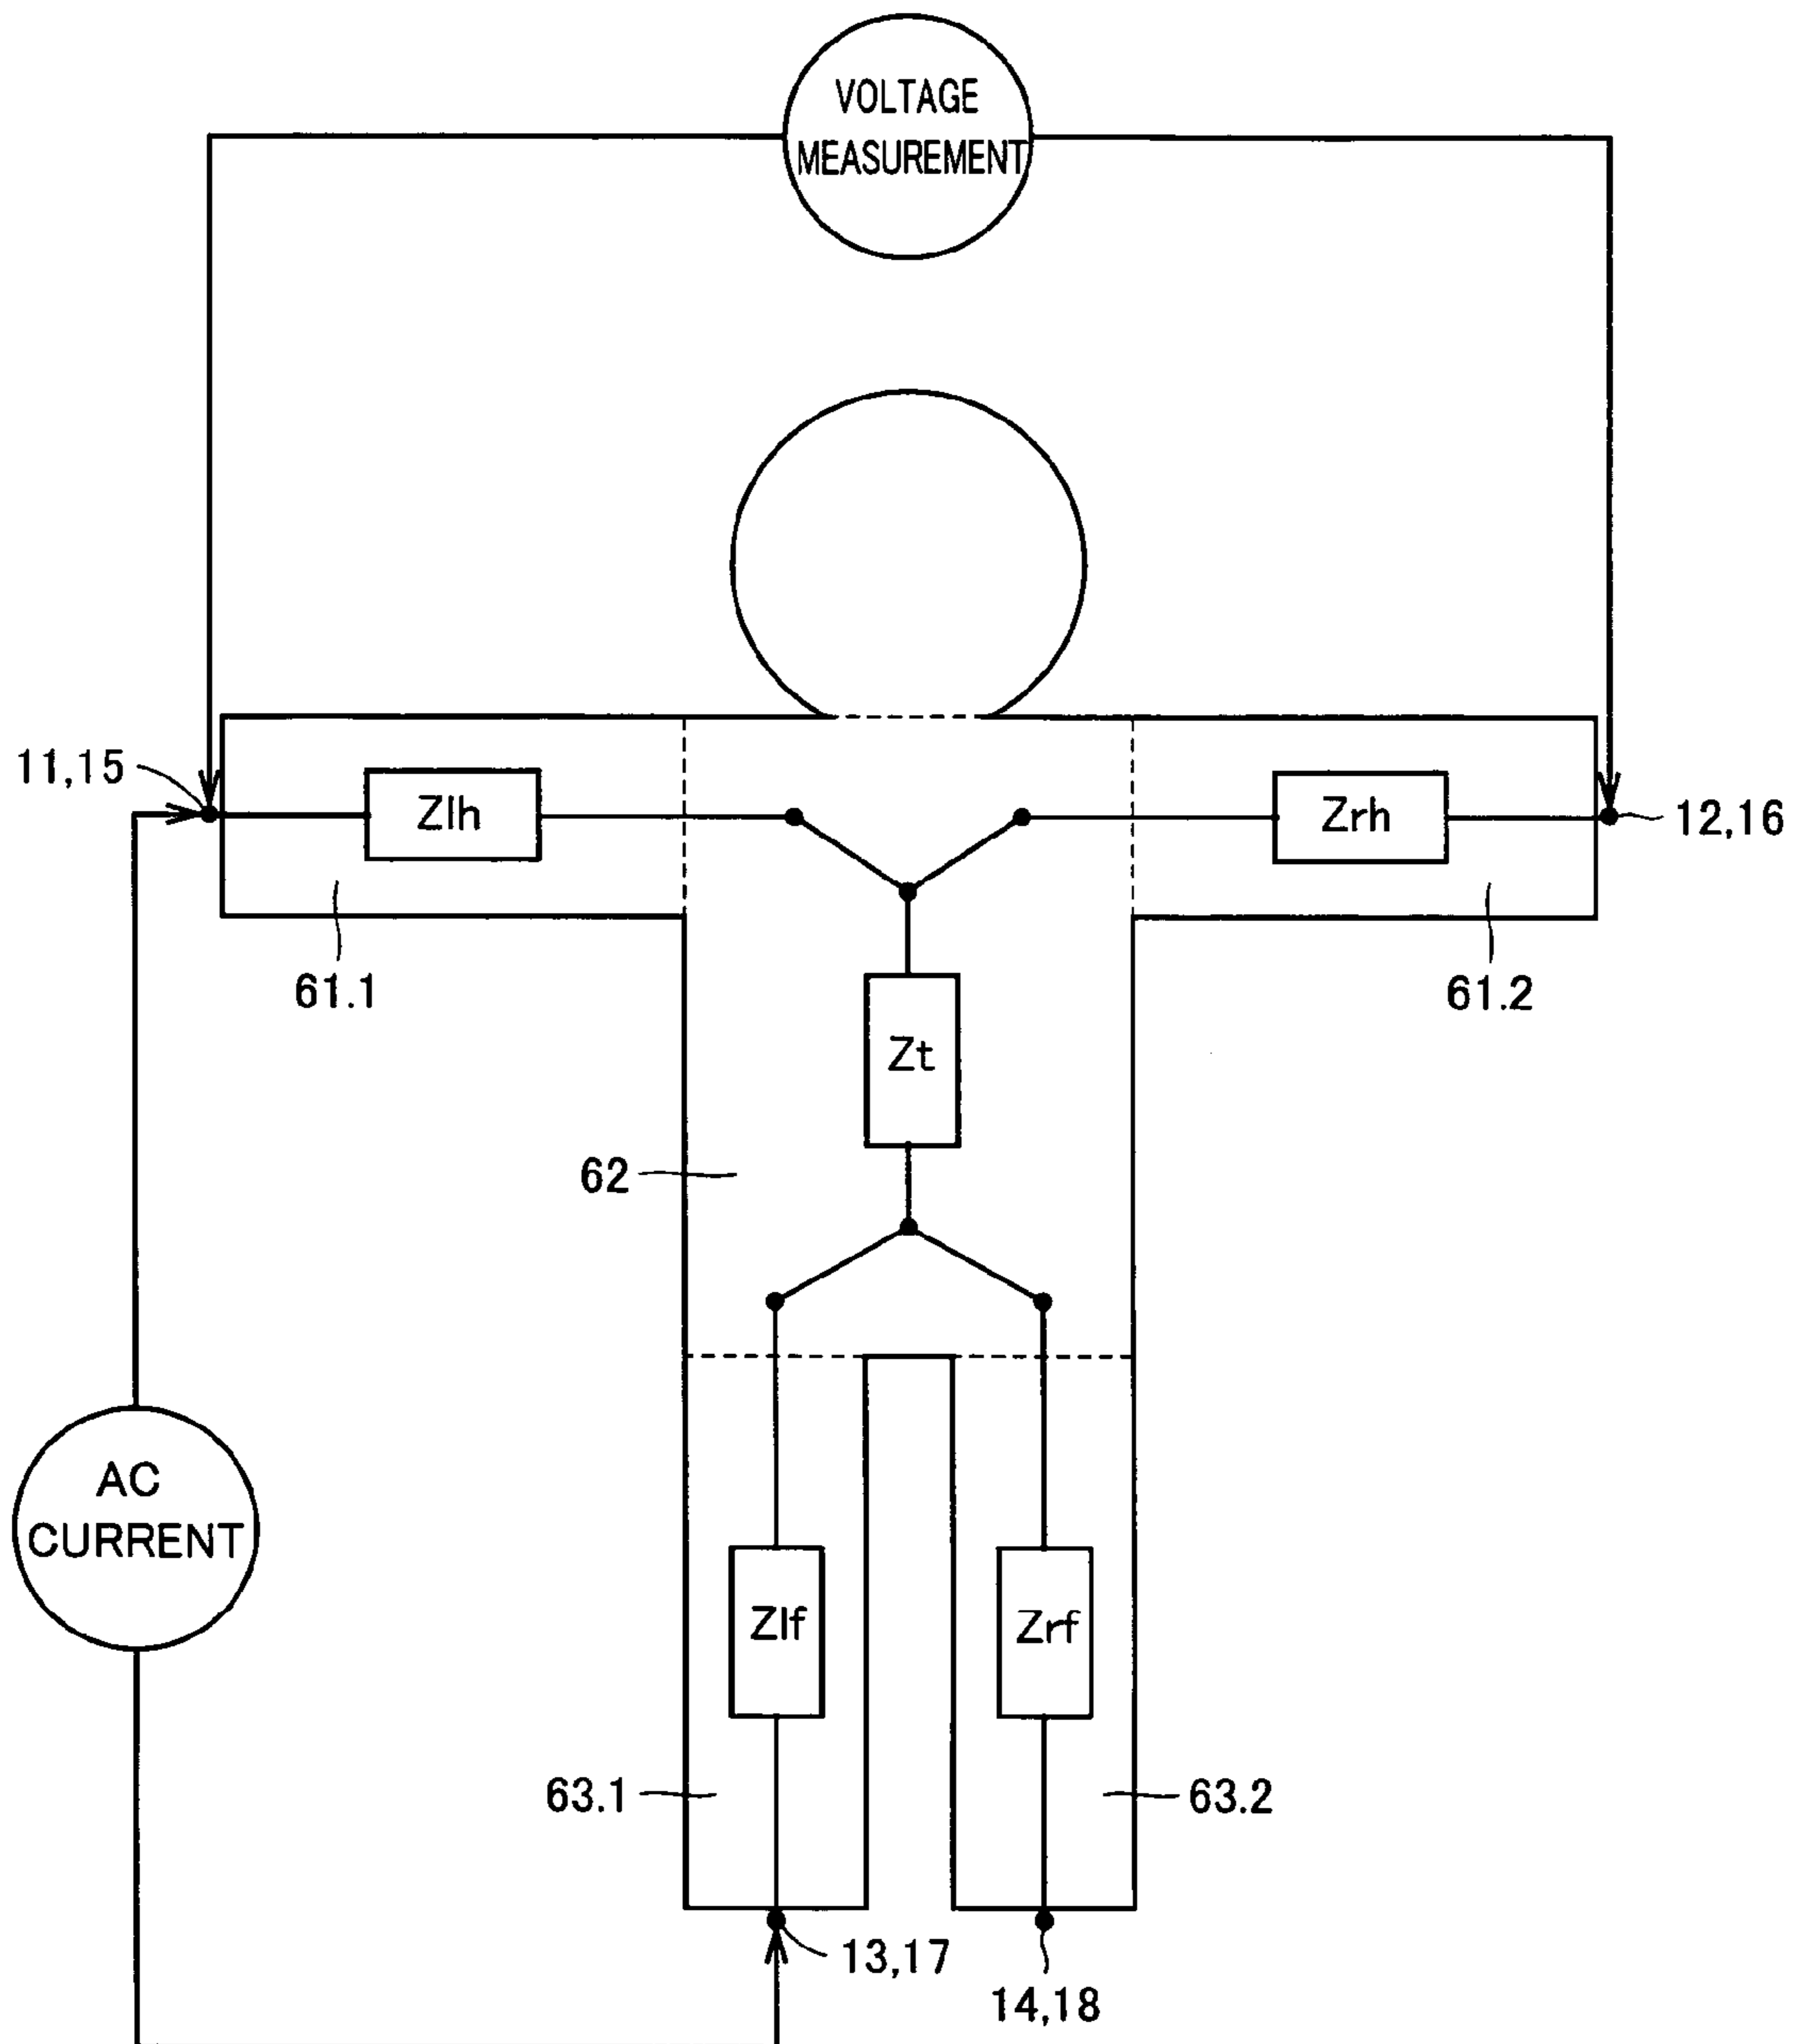 VOLTAGE
MEASUREMENT
11,15
Zlh
Zrh
12,16
61.1
61.2
Zt
62
AC
CURRENT
Zlf
Zrf
63.1
63.2
13,17
14,18